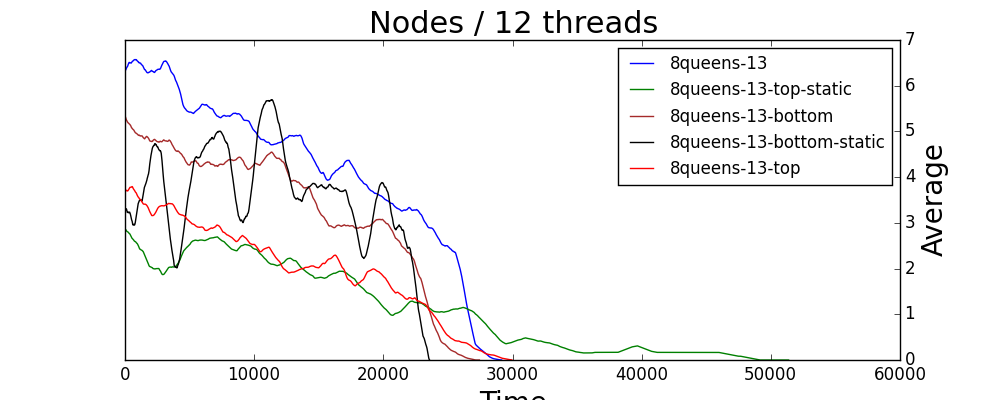 Nodes / 12 threads
8queens-13
8queens-13-top-static
8queens-13-bottom
8queens-13-bottom-static
8queens-13-top
7
6
5
4
3
2
1
0
Average
0 10000 20000 30000 40000 50000 60000
Time